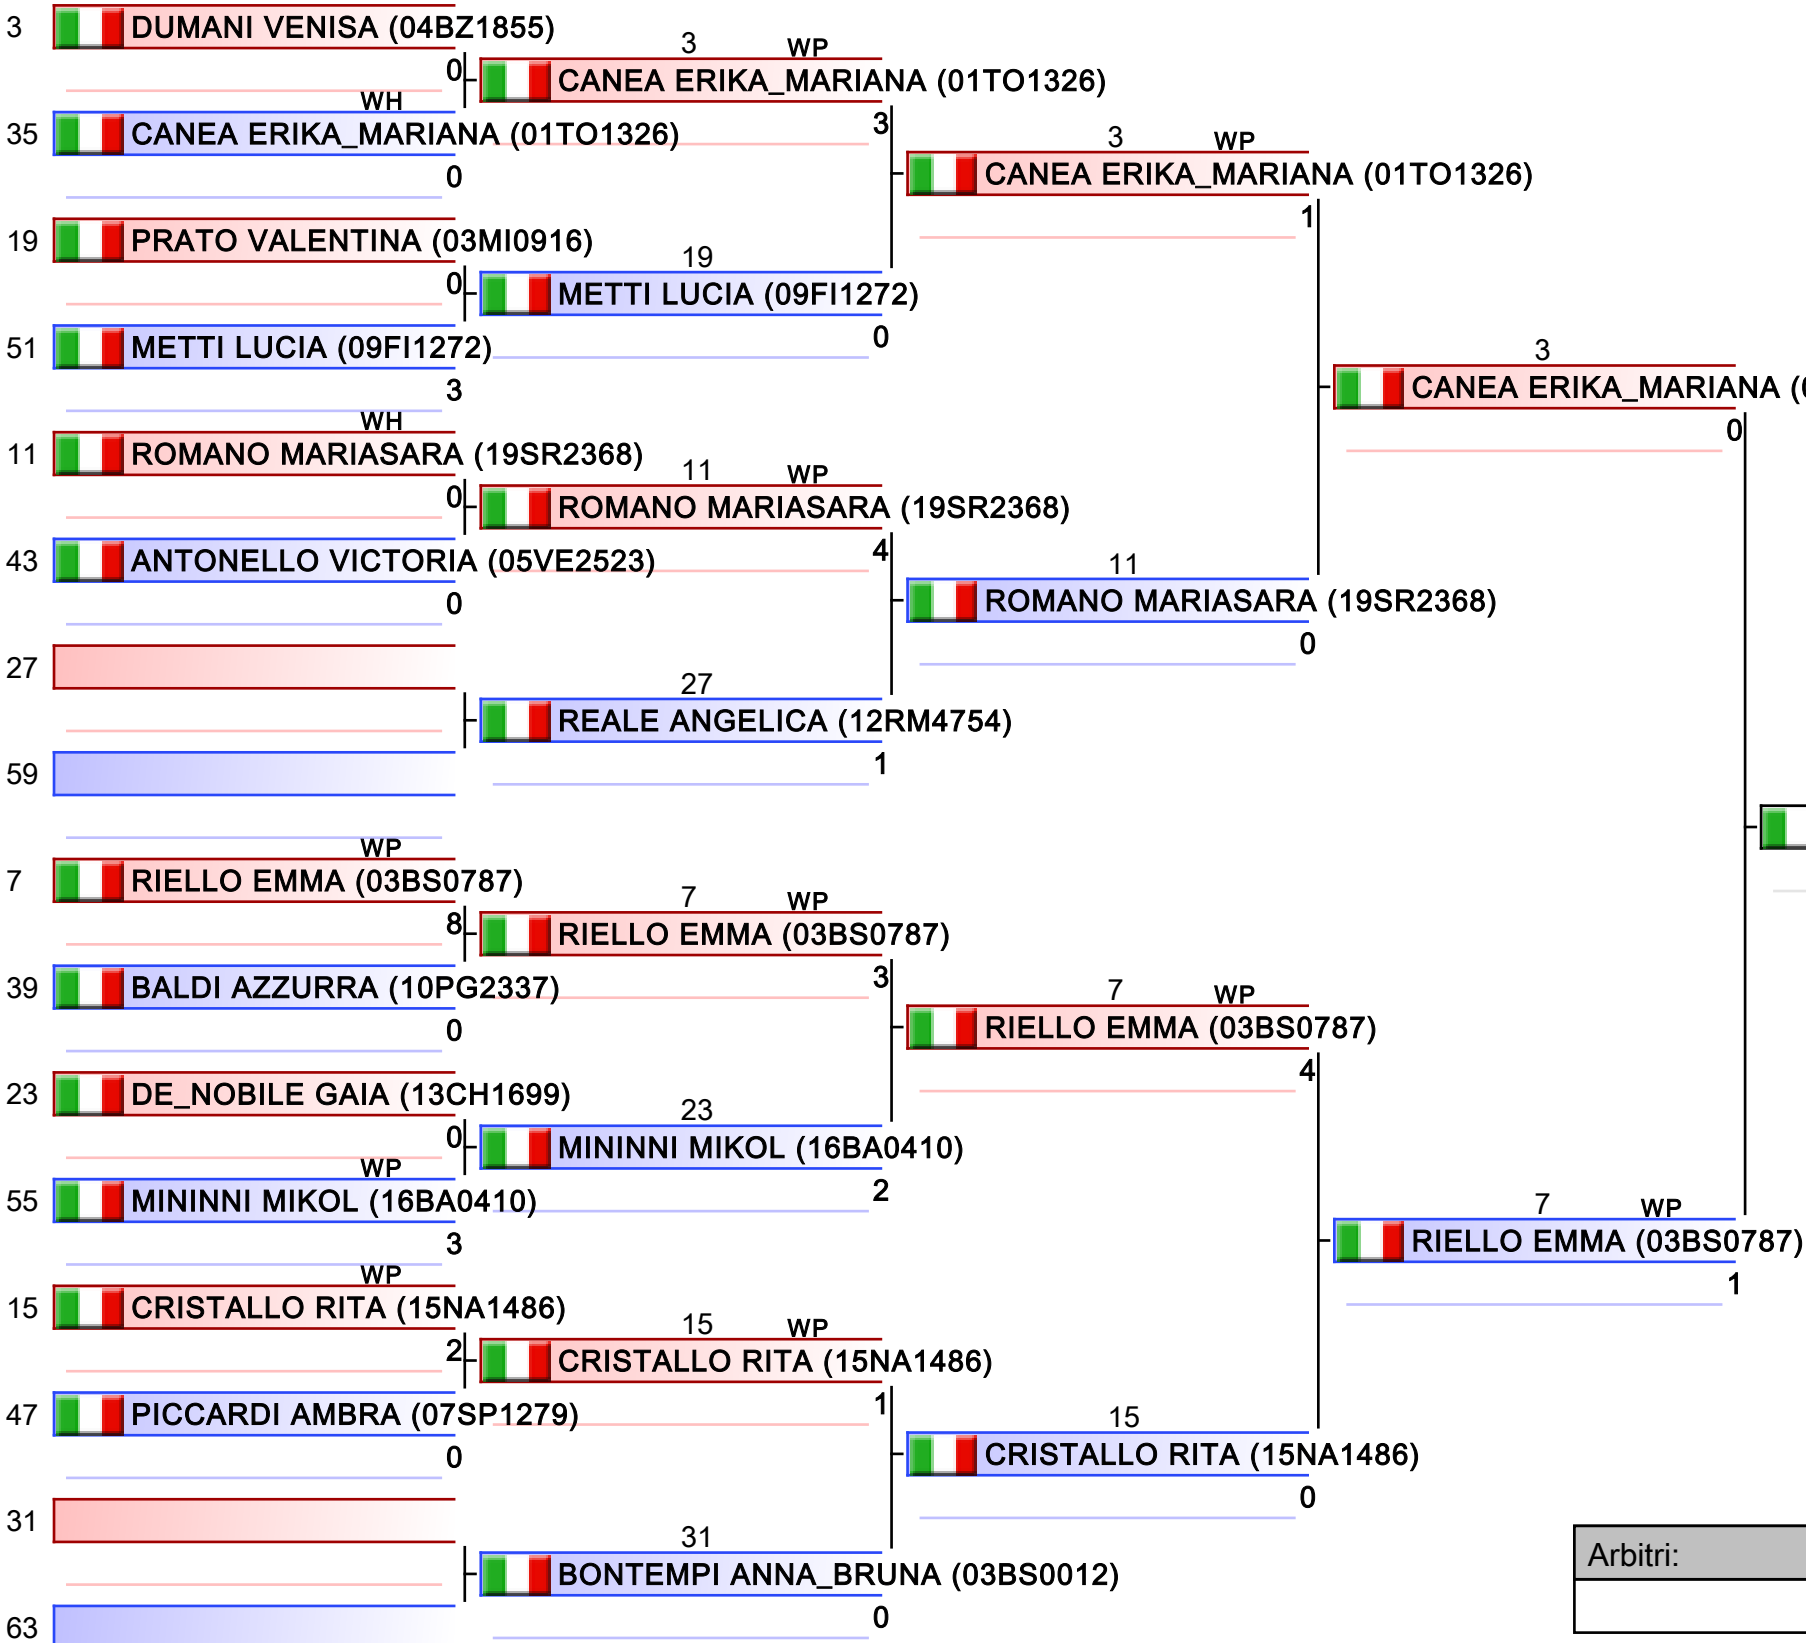 3 DUMANI VENISA (04BZ1855)
0
WH
35 CANEA ERIKA_MARIANA (01TO1326)
0
19 PRATO VALENTINA (03MI0916)
0
51 METTI LUCIA (09FI1272)
3
WH
11 ROMANO MARIASARA (19SR2368)
0
43 ANTONELLO VICTORIA (05VE2523)
0
27
59
WP
7 RIELLO EMMA (03BS0787)
8
39 BALDI AZZURRA (10PG2337)
0
23 DE_NOBILE GAIA (13CH1699)
0
WP
55 MININNI MIKOL (16BA0410)
3
WP
15 CRISTALLO RITA (15NA1486)
2
47 PICCARDI AMBRA (07SP1279)
0
31
63
3 WP
CANEA ERIKA_MARIANA (01TO1326)
3
19
METTI LUCIA (09FI1272)
0
11 WP
ROMANO MARIASARA (19SR2368)
4
27
REALE ANGELICA (12RM4754)
1
7 WP
RIELLO EMMA (03BS0787)
3
23
MININNI MIKOL (16BA0410)
2
15 WP
CRISTALLO RITA (15NA1486)
1
31
BONTEMPI ANNA_BRUNA (03BS0012)
0
3 WP
CANEA ERIKA_MARIANA (01TO1326)
1
11
ROMANO MARIASARA (19SR2368)
0
7 WP
RIELLO EMMA (03BS0787)
4
15
CRISTALLO RITA (15NA1486)
0
3
CANEA ERIKA_MARIANA (
0
7 WP
RIELLO EMMA (03BS0787)
1
Arbitri: